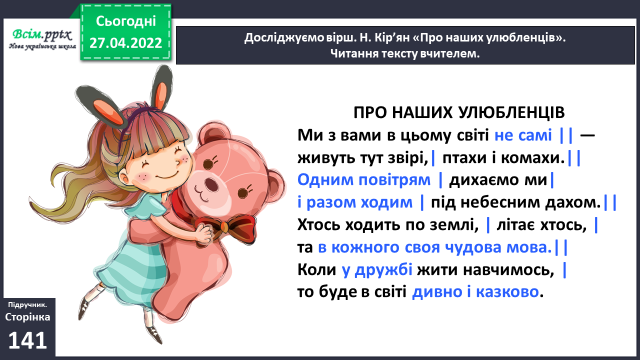 Всім.pptx
Нова українська школа
Сьогодні
27.04.2022
Досліджуємо вірш. Н. Кір’ян «Про наших улюбленців».
Читання тексту вчителем.
ПРО НАШИХ УЛЮБЛЕНЦІВ
Ми з вами в цьому світі не самі || —
живуть тут звірі,| птахи і комахи.||
Одним повітрям | дихаємо ми|
і разом ходим | під небесним дахом.||
Хтось ходить по землі, | літає хтось, |
та в кожного своя чудова мова.||
Коли у дружбі жити навчимось, |
то буде в світі дивно і казково.
Підручник.
Сторінка
141